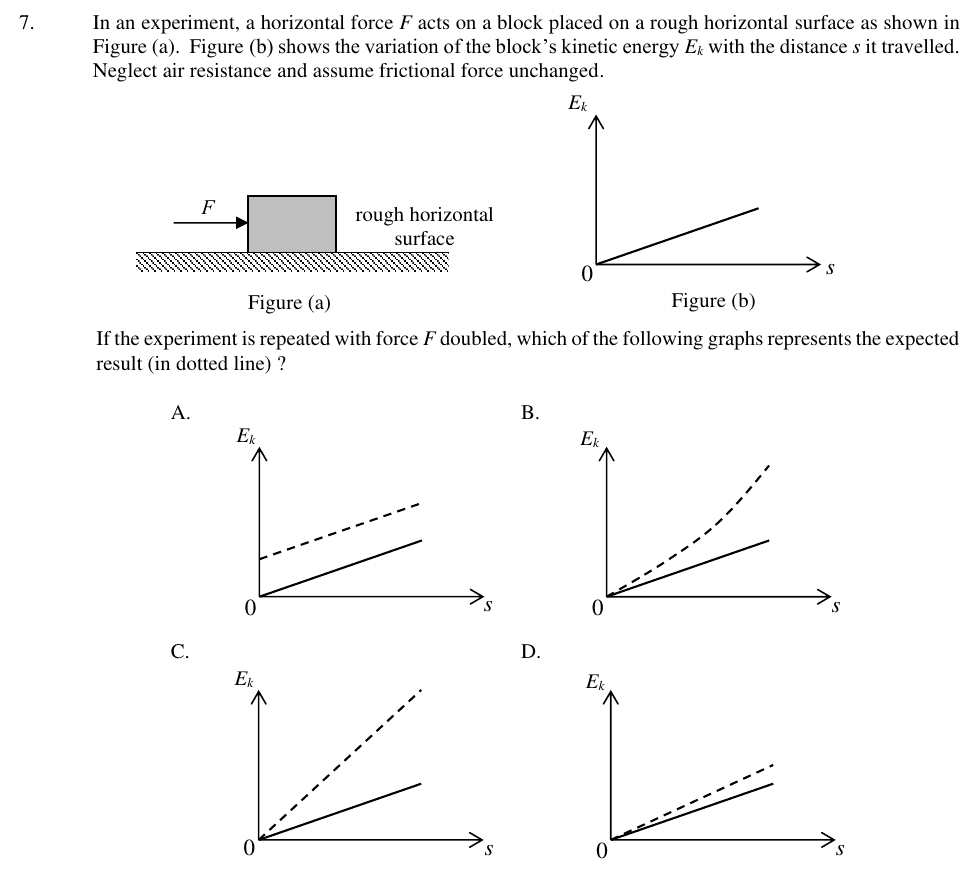 7. In an experiment, a horizontal force F acts on a block placed on a rough horizontal surface as shown in
Figure (a). Figure (b) shows the variation of the block’s kinetic energy Ek with the distance s it travelled.
Neglect air resistance and assume frictional force unchanged.
Ek
F
rough horizontal
surface
0
s
Figure (a)
Figure (b)
If the experiment is repeated with force F doubled, which of the following graphs represents the expected
result (in dotted line) ?
A.
Ek
0
s
B.
Ek
0
s
C.
Ek
0
s
D.
Ek
0
s